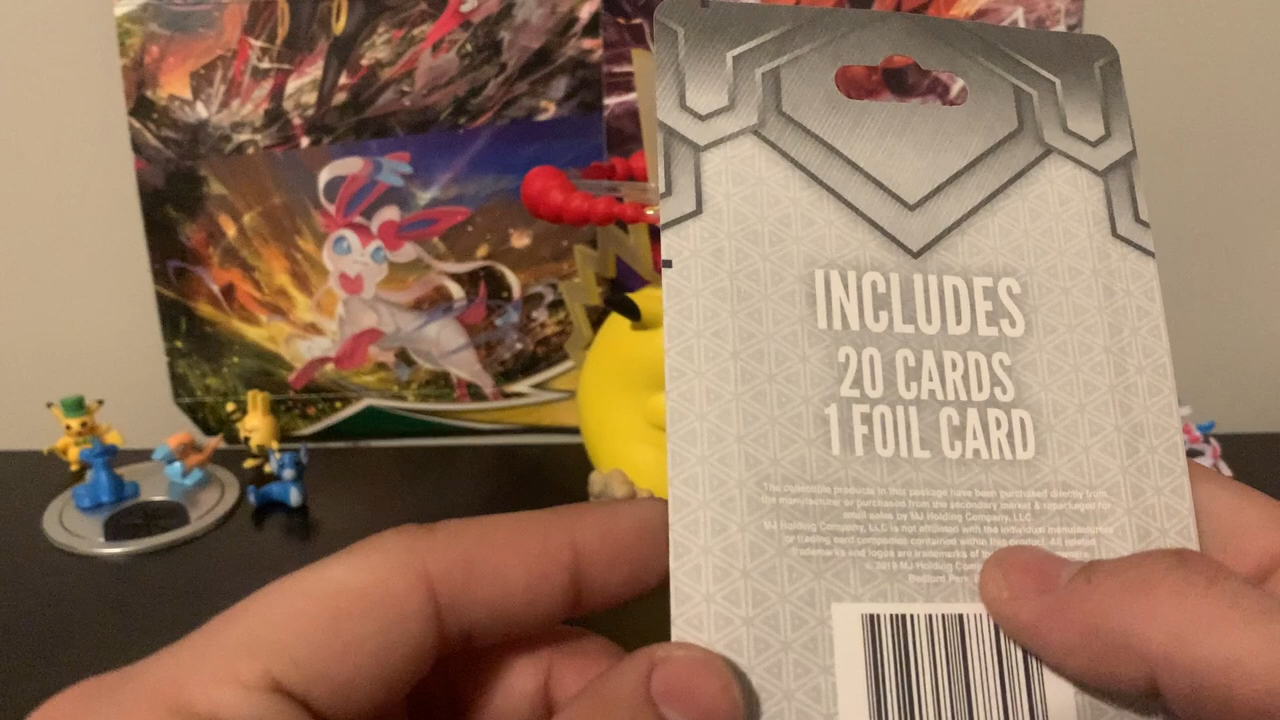 INCLUDES
20 CARDS
1 FOIL CARD
The collectible products in this package have been purchased directly from
the manufacturer or purchases from the secondary market & repackaged for
email sales by MJ Holding Company, LLC.
MJ Holding Company, LLC is not affiliated with the individual manufacturers
or trading card companies contained within this product. All related
trademarks and logos are trademarks of
© 2019 MJ Holding
Bedford Park,